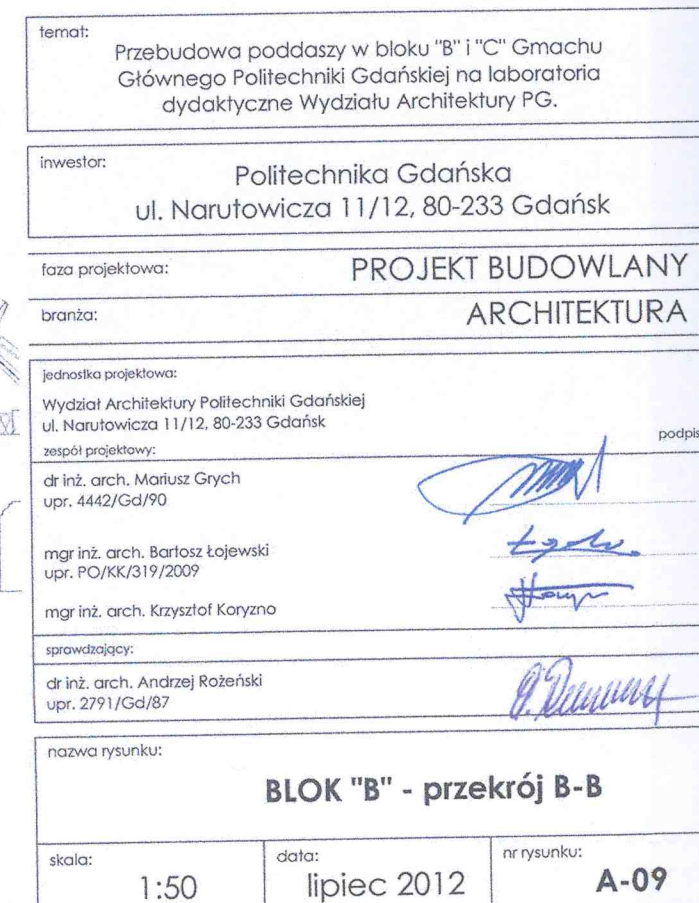 temat:
Przebudowa poddaszy w bloku "B" i "C" Gmachu
Głównego Politechniki Gdańskiej na laboratoria
dydaktyczne Wydziału Architektury PG.
inwestor:
Politechnika Gdańska
ul. Narutowicza 11/12, 80-233 Gdańsk
faza projektowa:
PROJEKT BUDOWLANY
branża:
ARCHITEKTURA
jednostka projektowa:
Wydział Architektury Politechniki Gdańskiej
ul. Narutowicza 11/12, 80-233 Gdańsk
podpis
zespół projektowy:
dr inż. arch. Mariusz Grych
upr. 4442/Gd/90
mgr inż. arch. Bartosz Łojewski
upr. PO/KK/319/2009
mgr inż. arch. Krzysztof Koryzno
sprawdzający:
dr inż. arch. Andrzej Rożeński
upr. 2791/Gd/87
nazwa rysunku:
BLOK "B" - przekrój B-B
skala:
1:50
data:
lipiec 2012
nr rysunku:
A-09